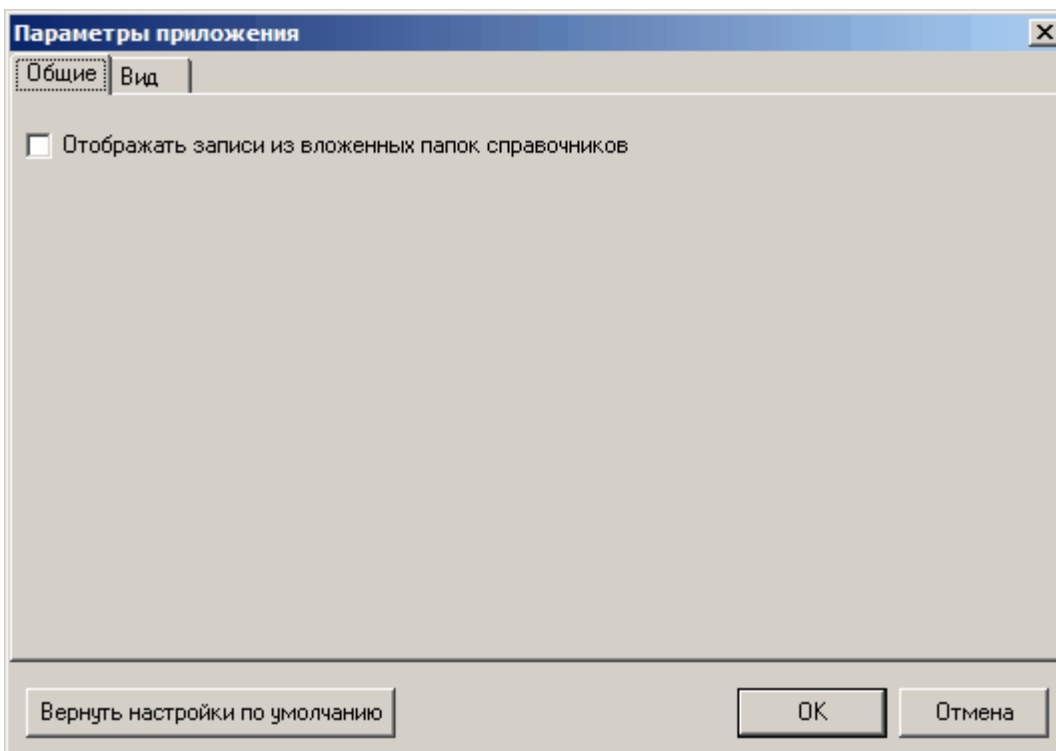 Параметры приложения
Общие Вид
Отображать записи из вложенных папок справочников
Вернуть настройки по умолчанию OK Отмена